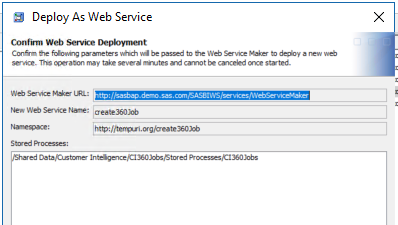 Deploy As Web Service
Confirm Web Service Deployment
Confirm the following parameters which will be passed to the Web Service Maker to deploy a new web
service. This operation may take several minutes and cannot be canceled once started.
Web Service Maker URL: http://sasbap.demo.sas.com/SASBIWS/services/WebServiceMaker
New Web Service Name: create360Job
Namespace: http://tempuri.org/create360Job
Stored Processes:
/Shared Data/Customer Intelligence/CI360Jobs/Stored Processes/CI360Jobs